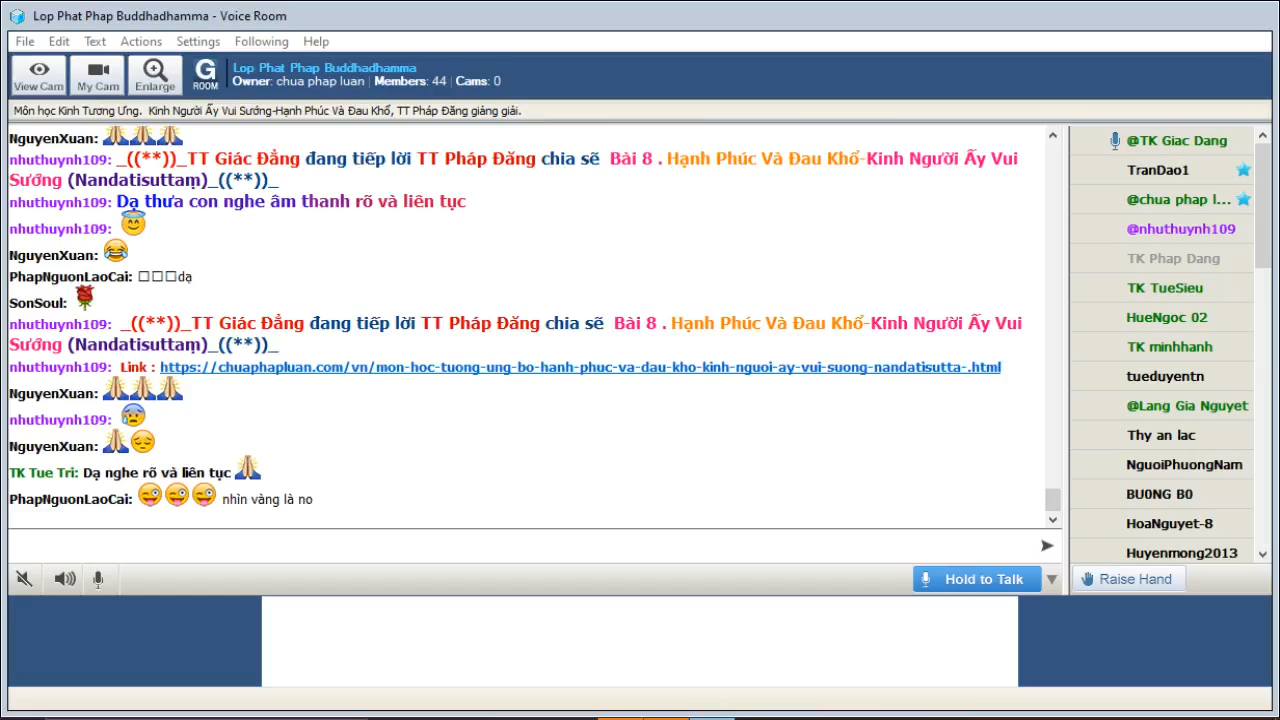 Lop Phat Phap Buddhadhamma - Voice Room
File Edit Text Actions Settings Following Help
View Cam My Cam Enlarge G ROOM
Lop Phat Phap Buddhadhamma
Owner: chua phap luan | Members: 44 | Cams: 0
Môn học Kinh Tương Ưng. Kinh Người Ấy Vui Sướng-Hạnh Phúc Và Đau Khổ, TT Pháp Đăng giảng giải.
NguyenXuan:
nhuthuynh109: _((**))_TT Giác Đẳng đang tiếp lời TT Pháp Đăng chia sẽ Bài 8 . Hạnh Phúc Và Đau Khổ-Kinh Người Ấy Vui
Sướng (Nandatisuttaṃ)_((**))_
nhuthuynh109: Dạ thưa con nghe âm thanh rõ và liên tục
nhuthuynh109:
NguyenXuan:
PhapNguonLaoCai: □□□dạ
SonSoul:
nhuthuynh109: _((**))_TT Giác Đẳng đang tiếp lời TT Pháp Đăng chia sẽ Bài 8 . Hạnh Phúc Và Đau Khổ-Kinh Người Ấy Vui
Sướng (Nandatisuttaṃ)_((**))_
nhuthuynh109: Link : https://chuaphapluan.com/vn/mon-hoc-tuong-ung-bo-hanh-phuc-va-dau-kho-kinh-nguoi-ay-vui-suong-nandatisutta-.html
NguyenXuan:
nhuthuynh109:
NguyenXuan:
TK Tue Tri: Dạ nghe rõ và liên tục
PhapNguonLaoCai: nhìn vàng là no
@TK Giac Dang
TranDao1
@chua phap l...
@nhuthuynh109
TK Phap Dang
TK TueSieu
HueNgoc 02
TK minhhanh
tueduyentn
@Lang Gia Nguyet
Thy an lac
NguoiPhuongNam
BU0NG B0
HoaNguyet-8
Huyenmong2013
Hold to Talk
Raise Hand